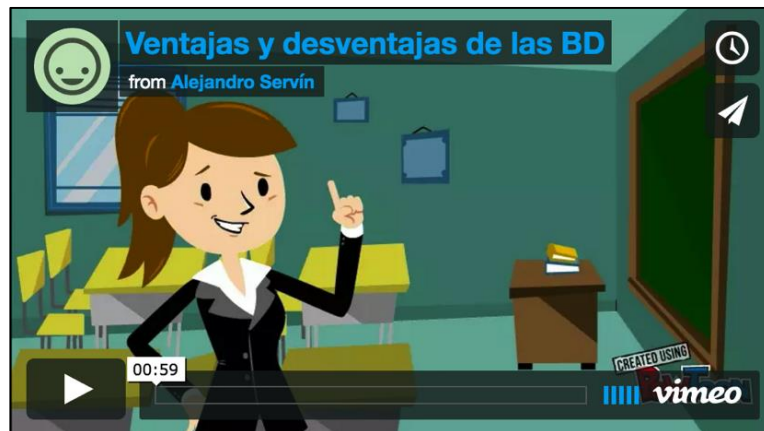 Ventajas y desventajas de las BD
from Alejandro Servín
00:59
CREATED USING
vimeo